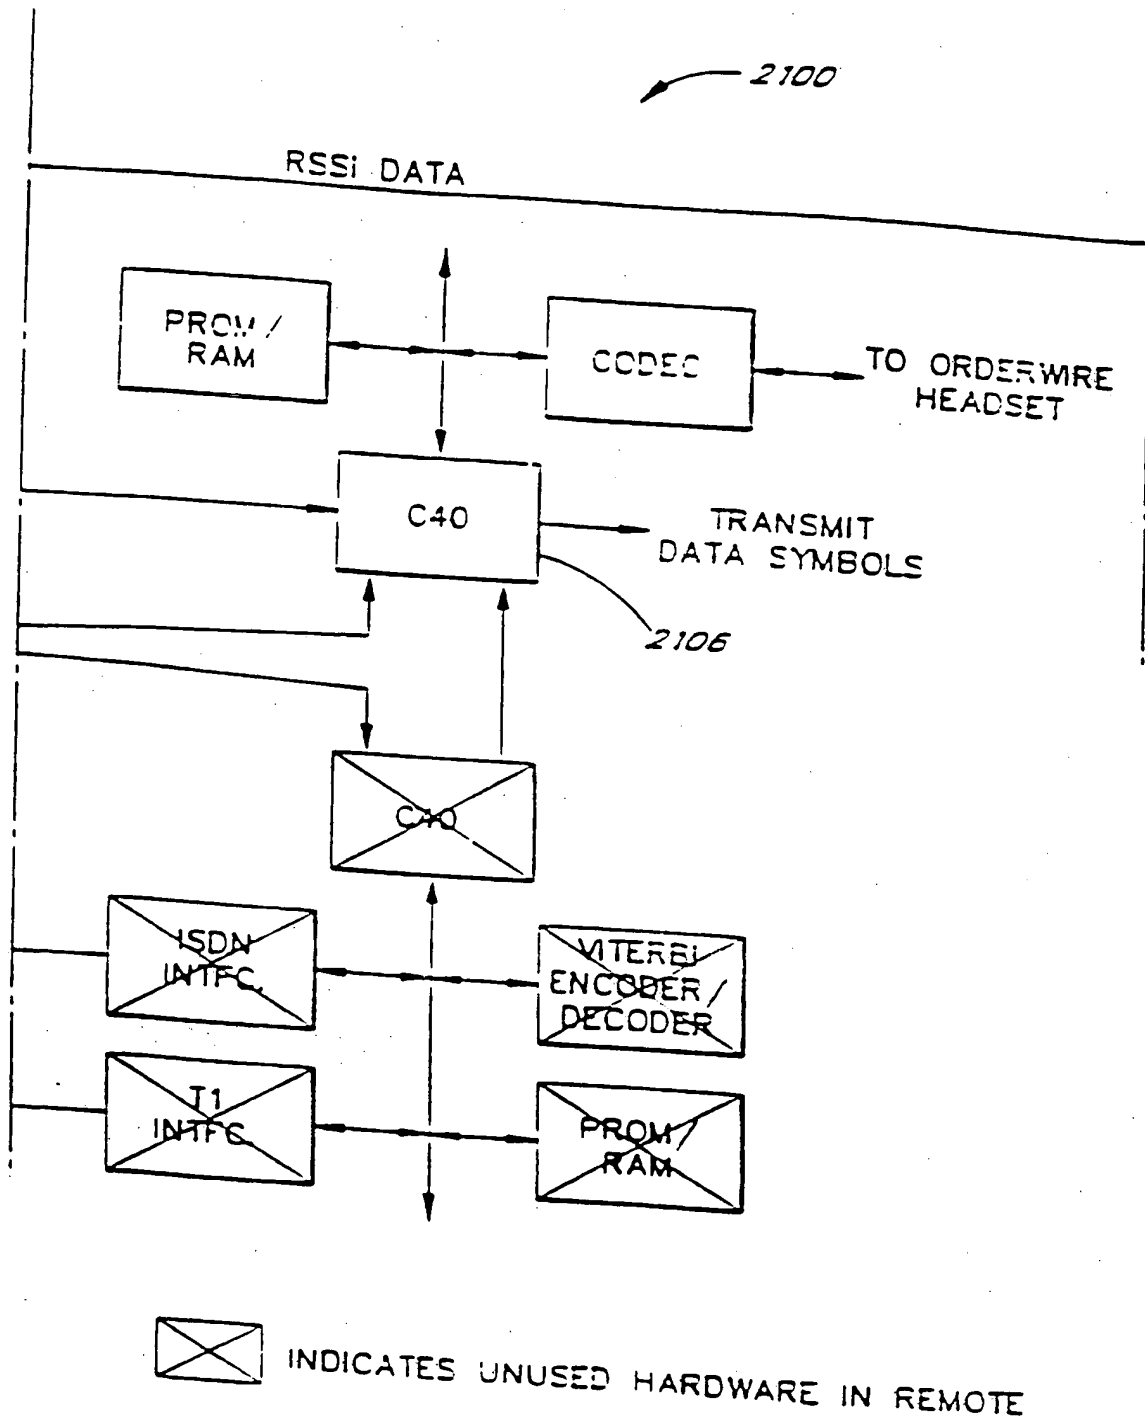 2100
RSSI DATA
PROM /
RAM
CODEC
TO ORDERWIRE
HEADSET
C40
TRANSMIT
DATA SYMBOLS
2106
C40
ISDN
INTFC.
VITERBI
ENCODER /
DECODER
T1
INTFC.
PROM /
RAM
INDICATES UNUSED HARDWARE IN REMOTE